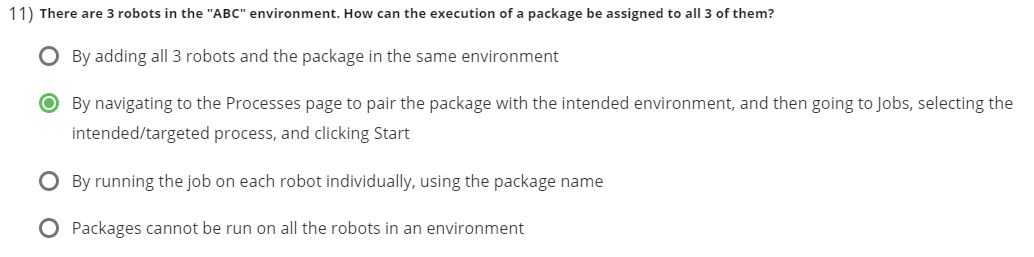 11) There are 3 robots in the "ABC" environment. How can the execution of a package be assigned to all 3 of them?
By adding all 3 robots and the package in the same environment
By navigating to the Processes page to pair the package with the intended environment, and then going to Jobs, selecting the
intended/targeted process, and clicking Start
By running the job on each robot individually, using the package name
Packages cannot be run on all the robots in an environment